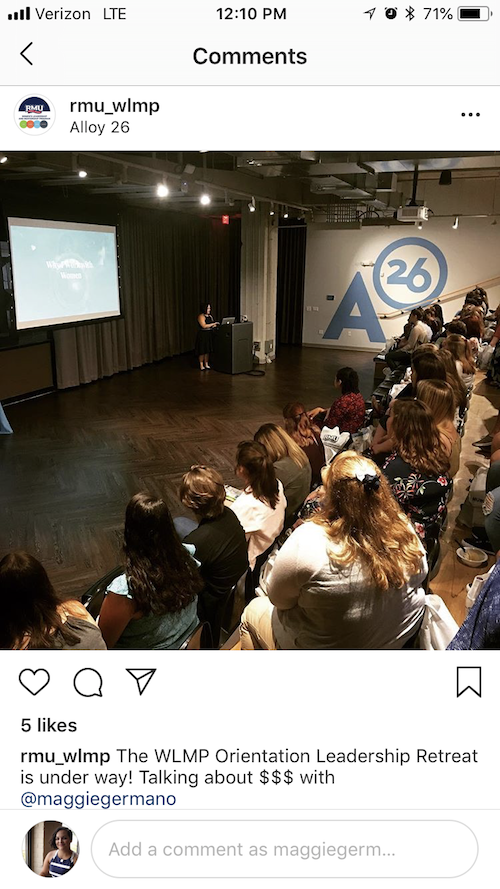 Verizon LTE 12:10 PM 71%
Comments
RMU
rmu_wlmp
Alloy 26
A 26
5 likes
rmu_wlmp The WLMP Orientation Leadership Retreat
is under way! Talking about $$$ with
@maggiegermano
Add a comment as maggiegerm...